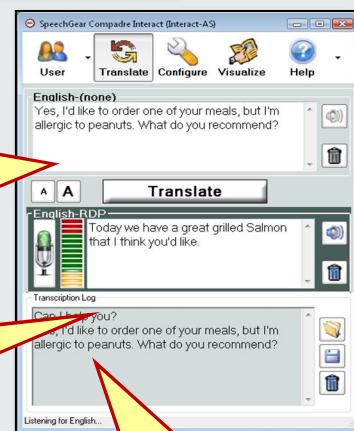 SpeechGear Compadre Interact (Interact-AS)
User Translate Configure Visualize Help
English-(none)
Yes, I'd like to order one of your meals, but I'm
allergic to peanuts. What do you recommend?
A A Translate
English-RDP
Today we have a great grilled Salmon
that I think you'd like.
Transcription Log
Can I help you?
I'd like to order one of your meals, but I'm
allergic to peanuts. What do you recommend?
Listening for English...